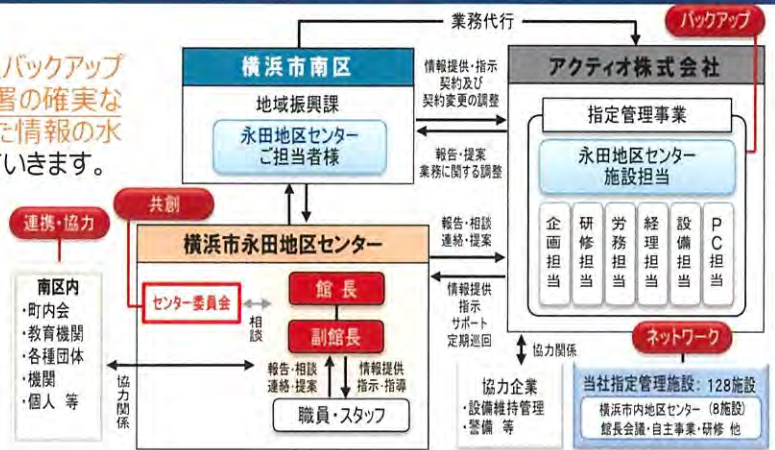 バックアップ
署の確実な
た情報の水
ていきます。
業務代行
バックアップ
横浜市南区
地域振興課
永田地区センター
ご担当者様
情報提供・指示
契約及び
契約変更の調整
報告・提案
業務に関する調整
アクティオ株式会社
指定管理事業
永田地区センター
施設担当
企画担当
研修担当
労務担当
経理担当
設備担当
PC担当
連携・協力
共創
南区内
・町内会
・教育機関
・各種団体
・機関
・個人 等
協力関係
横浜市永田地区センター
センター委員会
相談
館長
副館長
報告・相談
連絡・提案
情報提供
指示・指導
職員・スタッフ
報告・相談
連絡・提案
情報提供
指示
サポート
定期巡回
協力関係
協力企業
・設備維持管理
・警備 等
ネットワーク
当社指定管理施設：128施設
横浜市内地区センター（8施設）
館長会議・自主事業・研修 他